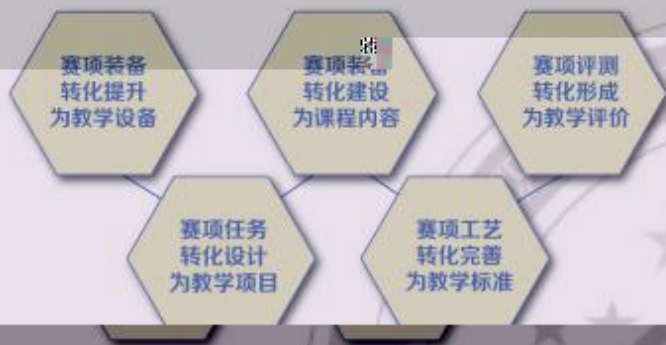 赛项装备
转化提升
为教学设备
赛项装备
转化建设
为课程内容
赛项评测
转化形成
为教学评价
赛项任务
转化设计
为教学项目
赛项工艺
转化完善
为教学标准